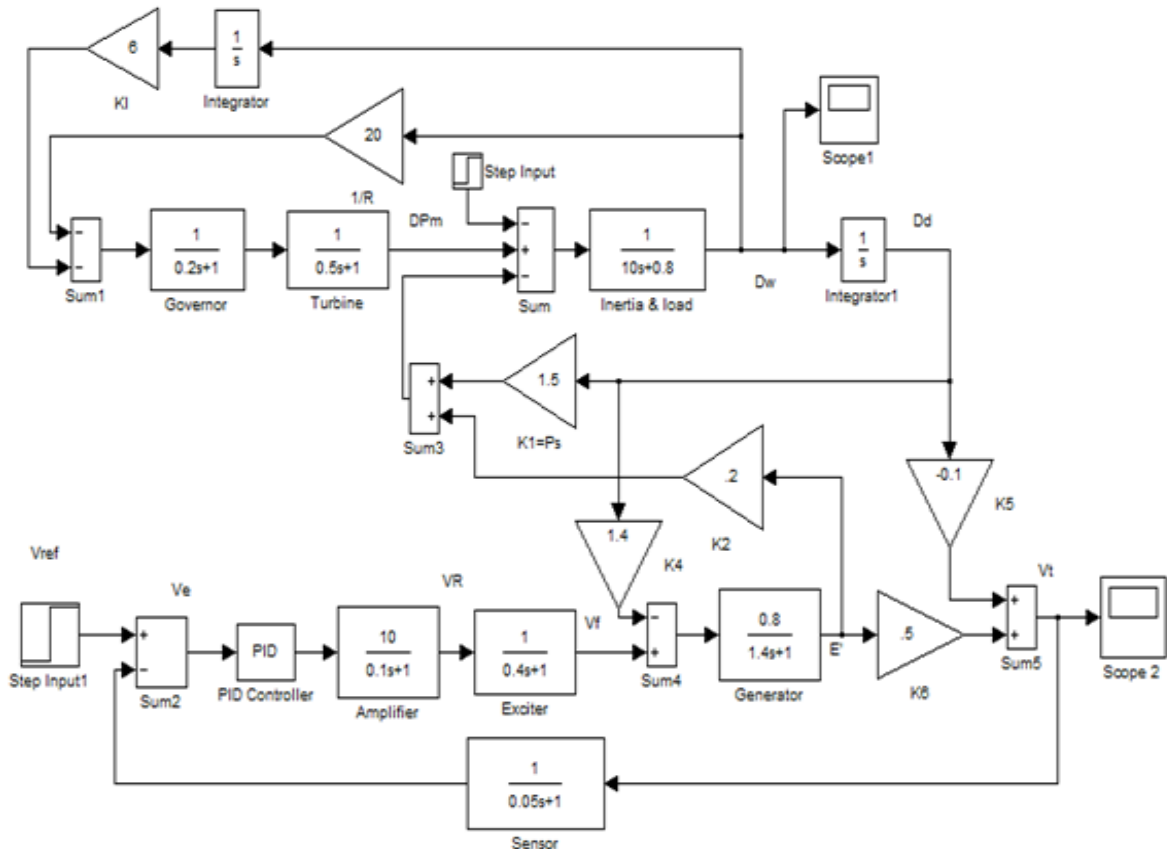 6
1
s
KI
Integrator
20
Scope1
Step Input
1/R
DPm
Dd
−
−
Sum1
1
0.2s+1
Governor
1
0.5s+1
Turbine
−
+
−
Sum
1
10s+0.8
Inertia & load
Dw
1
s
Integrator1
+
+
Sum3
1.5
K1=Ps
.2
K2
-0.1
K5
1.4
K4
Vref
Ve
VR
Vf
Vt
Step Input1
+
−
Sum2
PID
PID Controller
10
0.1s+1
Amplifier
1
0.4s+1
Exciter
−
+
Sum4
0.8
1.4s+1
Generator
E'
.5
K6
+
+
Sum5
Scope 2
1
0.05s+1
Sensor